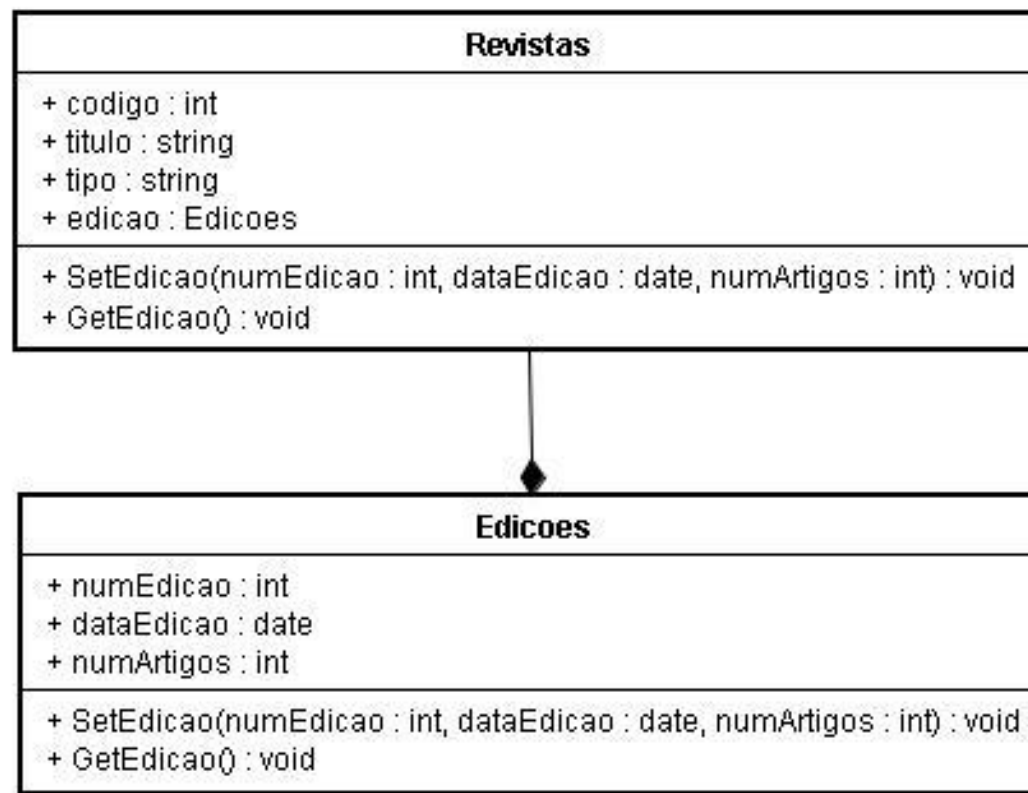 Revistas
+ codigo : int
+ titulo : string
+ tipo : string
+ edicao : Edicoes
+ SetEdicao(numEdicao : int, dataEdicao : date, numArtigos : int) : void
+ GetEdicao() : void
Edicoes
+ numEdicao : int
+ dataEdicao : date
+ numArtigos : int
+ SetEdicao(numEdicao : int, dataEdicao : date, numArtigos : int) : void
+ GetEdicao() : void